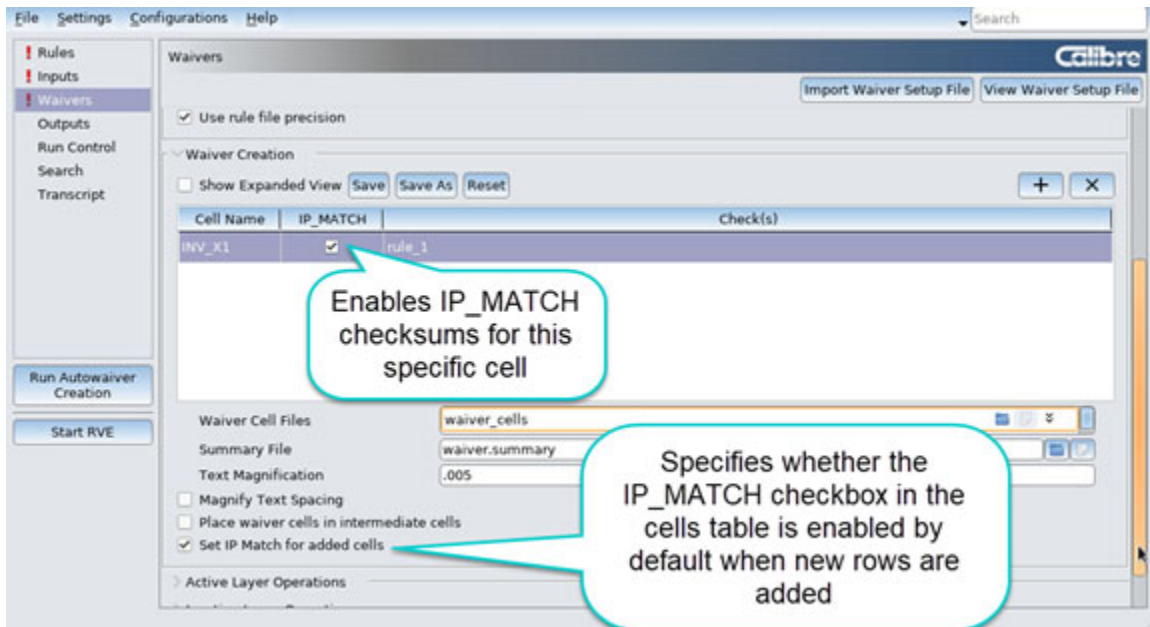 File Settings Configurations Help
Search
! Rules
! Inputs
! Waivers
Outputs
Run Control
Search
Transcript
Run Autowaiver
Creation
Start RVE
Waivers
Calibre
Import Waiver Setup File View Waiver Setup File
Use rule file precision
Waiver Creation
Show Expanded View Save Save As Reset + X
Cell Name IP_MATCH Check(s)
INV_X1 rule_1
Enables IP_MATCH
checksums for this
specific cell
Waiver Cell Files waiver_cells
Summary File waiver.summary
Text Magnification .005
Magnify Text Spacing
Place waiver cells in intermediate cells
Set IP Match for added cells
Specifies whether the
IP_MATCH checkbox in the
cells table is enabled by
default when new rows are
added
Active Layer Operations